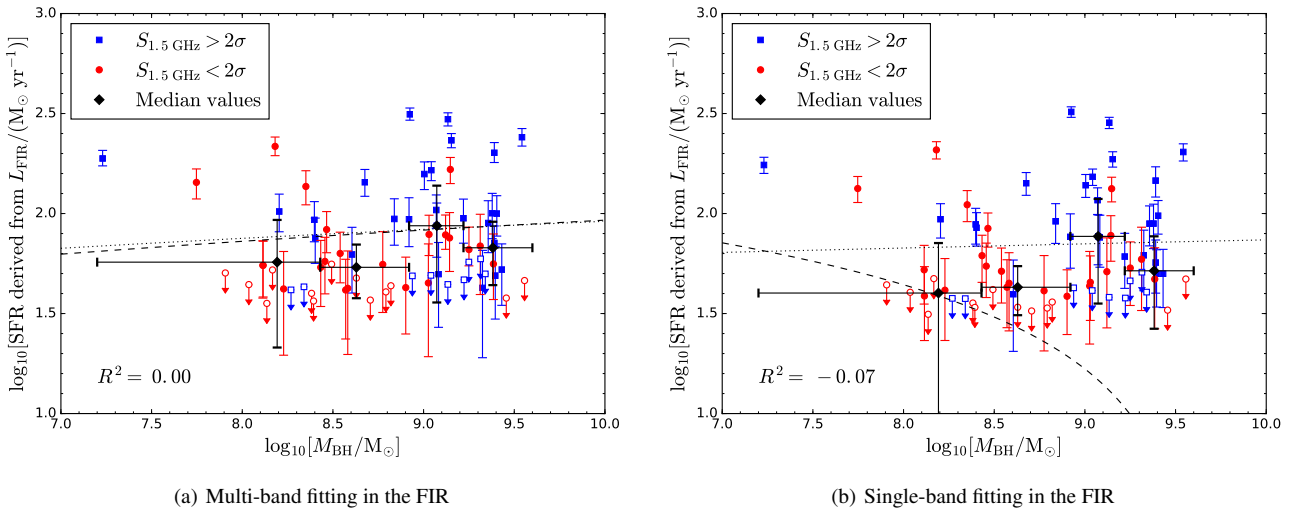 3.0
2.5
2.0
1.5
1.0
log₁₀[SFR derived from L_FIR/(M⊙ yr⁻¹)]
S₁.₅ GHz > 2σ
S₁.₅ GHz < 2σ
Median values
R² = 0.00
7.0 7.5 8.0 8.5 9.0 9.5 10.0
log₁₀[M_BH/M⊙]
(a) Multi-band fitting in the FIR
3.0
2.5
2.0
1.5
1.0
log₁₀[SFR derived from L_FIR/(M⊙ yr⁻¹)]
S₁.₅ GHz > 2σ
S₁.₅ GHz < 2σ
Median values
R² = −0.07
7.0 7.5 8.0 8.5 9.0 9.5 10.0
log₁₀[M_BH/M⊙]
(b) Single-band fitting in the FIR